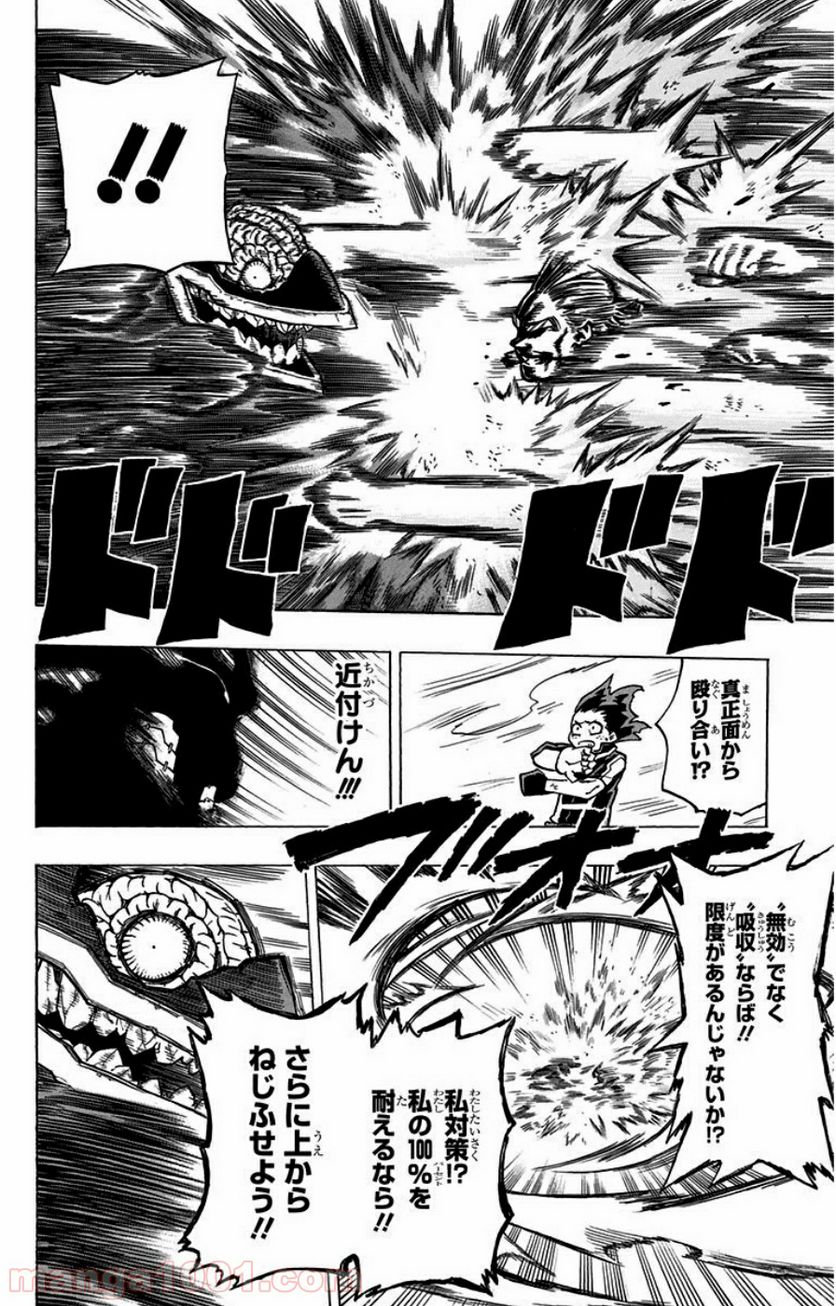 ドドドド
!!
真正面から
殴り合い!?
近付けん!!!
ブオオォ
〝無効〟でなく
〝吸収〟ならば!!
限度があるんじゃないか!?
私対策!?
私の100%を
耐えるなら!!
さらに上から
ねじふせよう!!
manga1001.com